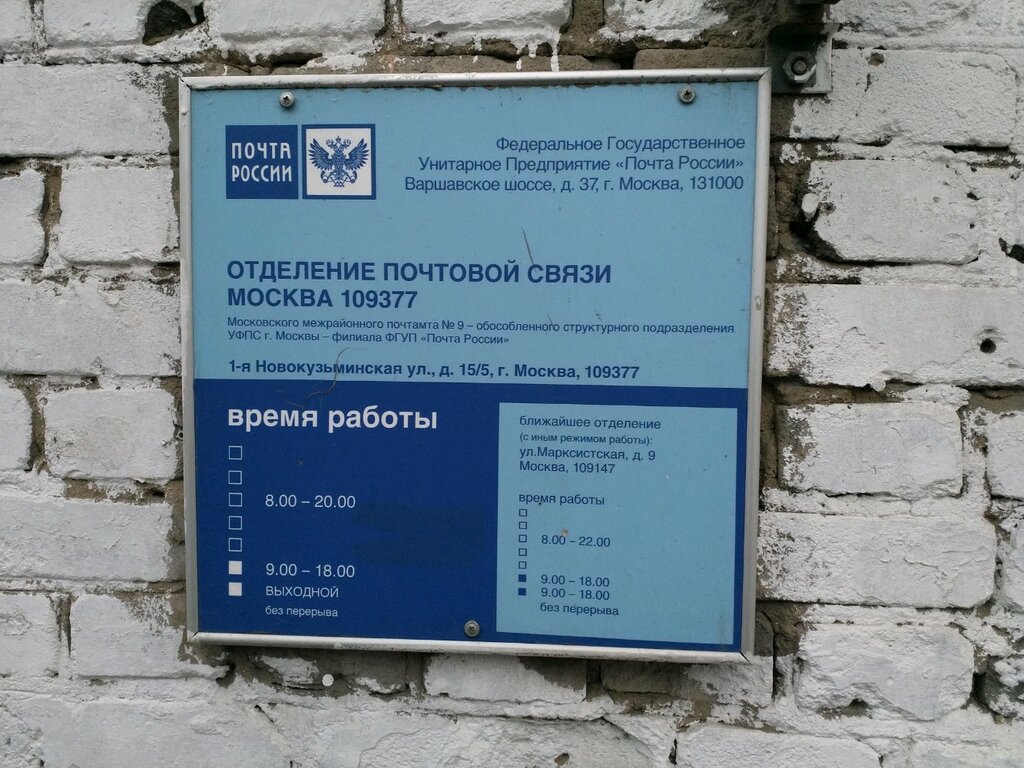 ПОЧТА
РОССИИ
Федеральное Государственное
Унитарное Предприятие «Почта России»
Варшавское шоссе, д. 37, г. Москва, 131000
ОТДЕЛЕНИЕ ПОЧТОВОЙ СВЯЗИ
МОСКВА 109377
Московского межрайонного почтамта № 9 – обособленного структурного подразделения
УФПС г. Москвы – филиала ФГУП «Почта России»
1-я Новокузьминская ул., д. 15/5, г. Москва, 109377
время работы
8.00 – 20.00
9.00 – 18.00
ВЫХОДНОЙ
без перерыва
ближайшее отделение
(с иным режимом работы):
ул.Марксистская, д. 9
Москва, 109147
время работы
8.00 – 22.00
9.00 – 18.00
9.00 – 18.00
без перерыва